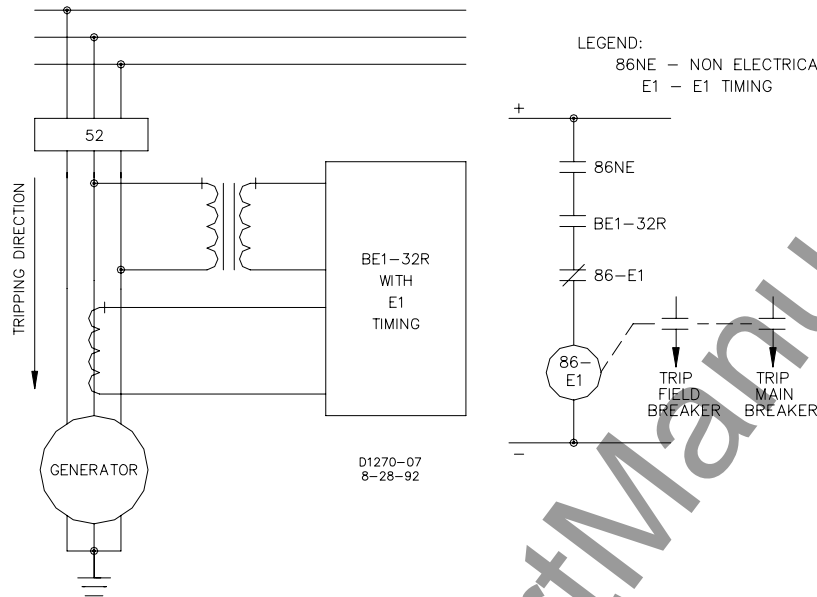 LEGEND:
86NE – NON ELECTRICA
E1 – E1 TIMING
+
52
86NE
TRIPPING DIRECTION
BE1-32R
BE1-32R
WITH
E1
TIMING
86-E1
86-
E1
TRIP
FIELD
BREAKER
TRIP
MAIN
BREAKER
–
GENERATOR
D1270-07
8-28-92